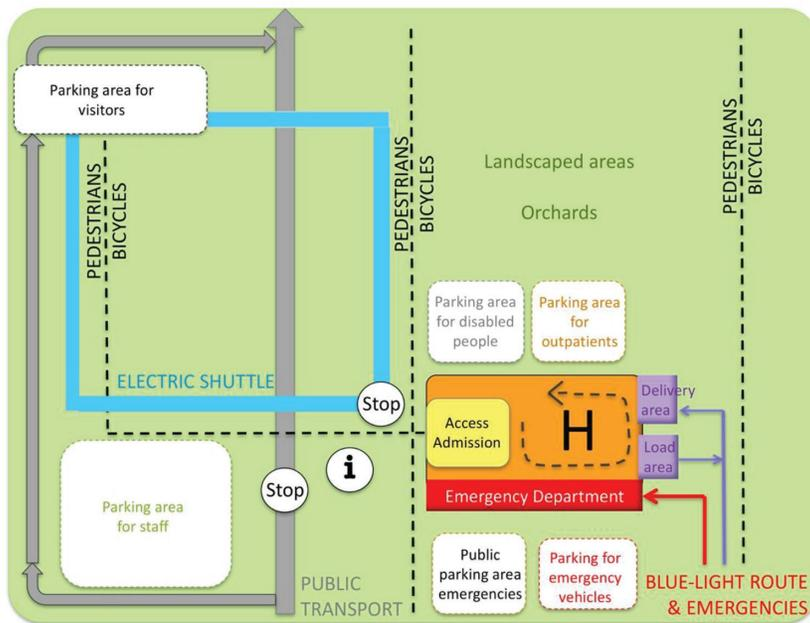 Parking area for
visitors
PEDESTRIANS
BICYCLES
PEDESTRIANS
BICYCLES
PEDESTRIANS
BICYCLES
Landscaped areas
Orchards
Parking area
for disabled
people
Parking area
for
outpatients
ELECTRIC SHUTTLE
Stop
Access
Admission
H
Delivery
area
Load
area
Emergency Department
i
Stop
Parking area
for staff
PUBLIC
TRANSPORT
Public
parking area
emergencies
Parking for
emergency
vehicles
BLUE-LIGHT ROUTE
& EMERGENCIES